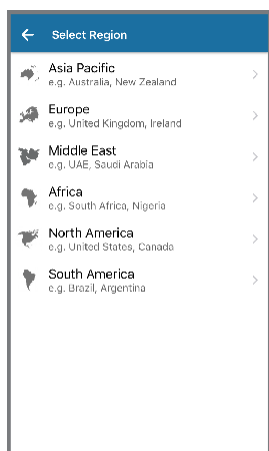 Select Region
Asia Pacific
e.g. Australia, New Zealand
Europe
e.g. United Kingdom, Ireland
Middle East
e.g. UAE, Saudi Arabia
Africa
e.g. South Africa, Nigeria
North America
e.g. United States, Canada
South America
e.g. Brazil, Argentina